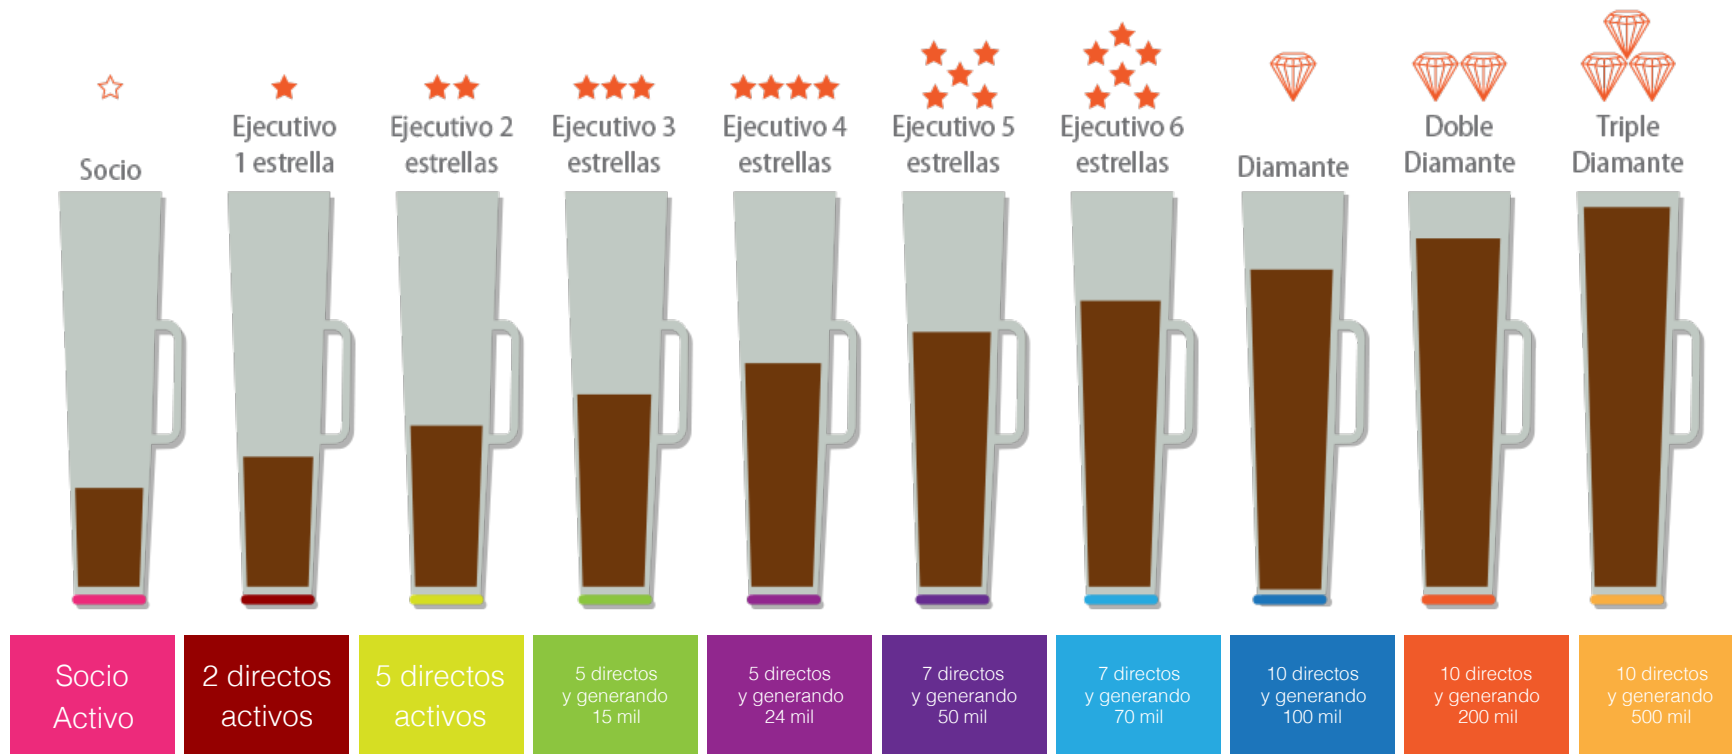 Socio
Ejecutivo
1 estrella
Ejecutivo 2
estrellas
Ejecutivo 3
estrellas
Ejecutivo 4
estrellas
Ejecutivo 5
estrellas
Ejecutivo 6
estrellas
Diamante
Doble
Diamante
Triple
Diamante
Socio
Activo
2 directos
activos
5 directos
activos
5 directos
y generando
15 mil
5 directos
y generando
24 mil
7 directos
y generando
50 mil
7 directos
y generando
70 mil
10 directos
y generando
100 mil
10 directos
y generando
200 mil
10 directos
y generando
500 mil